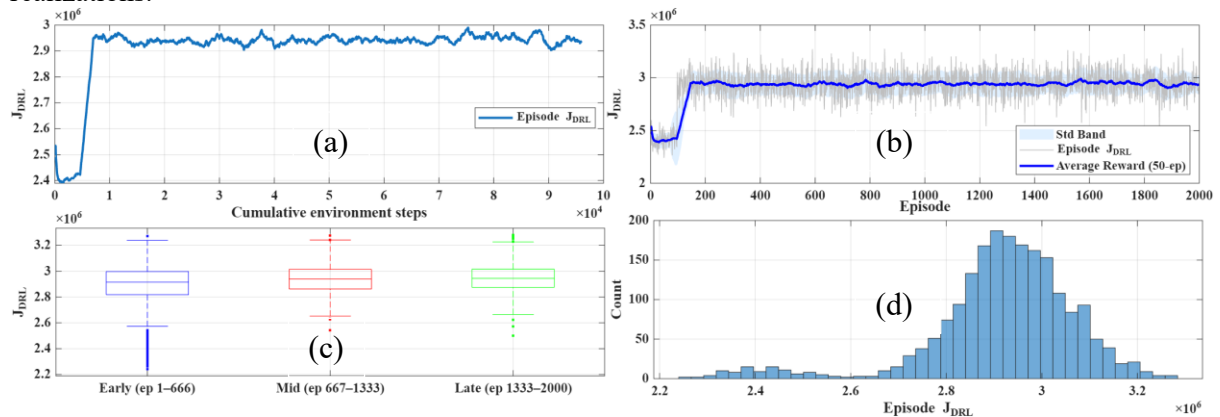 ×10⁶
3
2.9
2.8
2.7
2.6
2.5
2.4
J_DRL
Episode J_DRL
(a)
0 1 2 3 4 5 6 7 8 9 10
Cumulative environment steps
×10⁴
×10⁶
3.5
3
2.5
2
J_DRL
(b)
Std Band
Episode J_DRL
Average Reward (50-ep)
0 200 400 600 800 1000 1200 1400 1600 1800 2000
Episode
×10⁶
3.2
3
2.8
2.6
2.4
2.2
J_DRL
(c)
Early (ep 1–666) Mid (ep 667–1333) Late (ep 1333–2000)
200
150
100
50
0
Count
(d)
2.2 2.4 2.6 2.8 3 3.2
Episode J_DRL
×10⁶